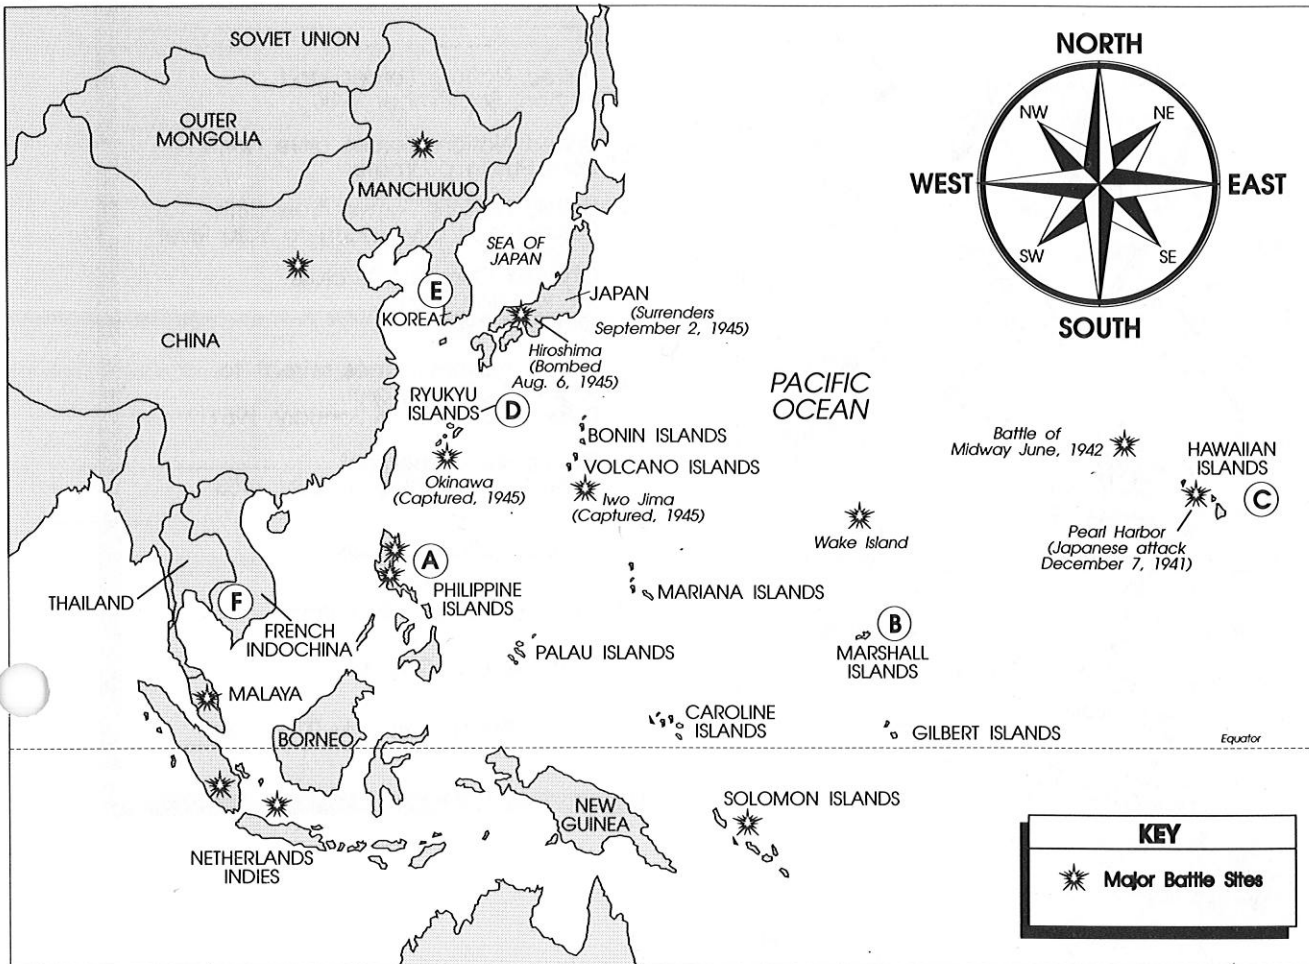 SOVIET UNION
OUTER
MONGOLIA
MANCHUKUO
SEA OF
JAPAN
E
KOREA
JAPAN
(Surrenders
September 2, 1945)
Hiroshima
(Bombed
Aug. 6, 1945)
CHINA
RYUKYU
ISLANDS
D
Okinawa
(Captured, 1945)
BONIN ISLANDS
VOLCANO ISLANDS
Iwo Jima
(Captured, 1945)
PACIFIC
OCEAN
NORTH
NW
NE
WEST
EAST
SW
SE
SOUTH
Battle of
Midway June, 1942
HAWAIIAN
ISLANDS
C
Pearl Harbor
(Japanese attack
December 7, 1941)
Wake Island
THAILAND
F
FRENCH
INDOCHINA
A
PHILIPPINE
ISLANDS
MARIANA ISLANDS
PALAU ISLANDS
B
MARSHALL
ISLANDS
MALAYA
BORNEO
CAROLINE
ISLANDS
GILBERT ISLANDS
Equator
NETHERLANDS
INDIES
NEW
GUINEA
SOLOMON ISLANDS
KEY
Major Battle Sites